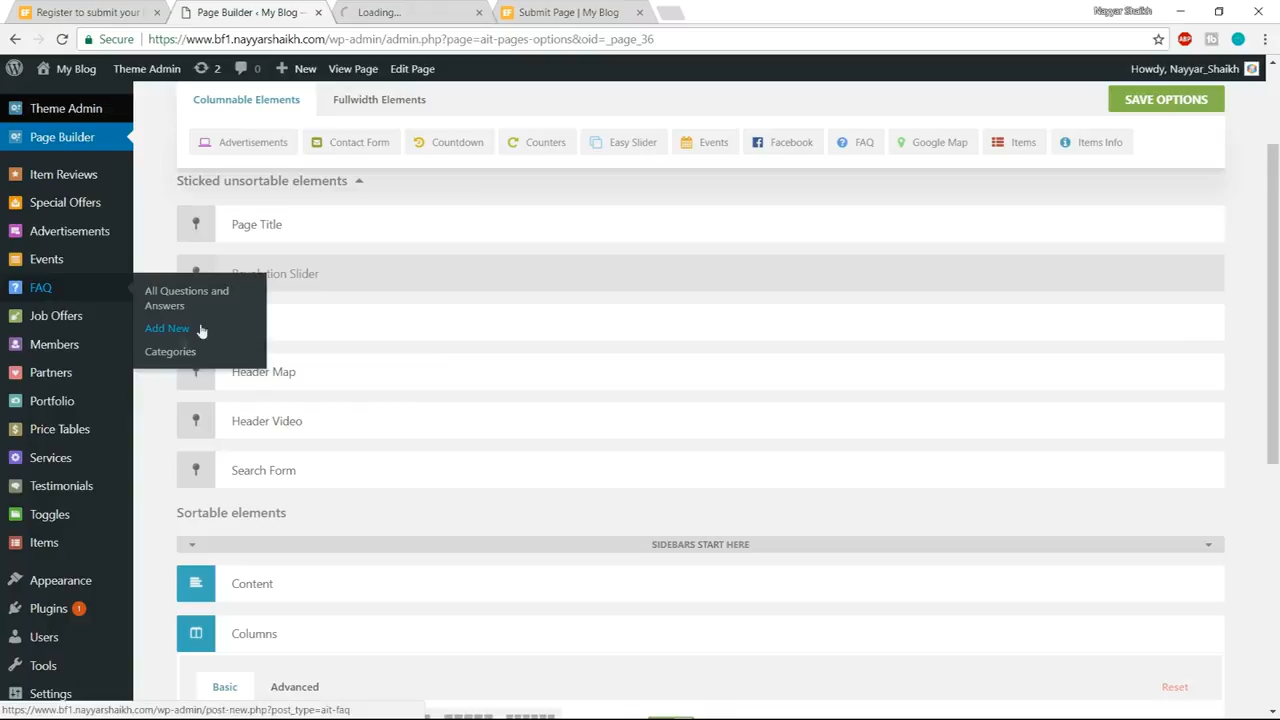 Register to submit your
Page Builder ‹ My Blog —
Loading...
Submit Page | My Blog
Nayyar Shaikh
Secure
https://www.bf1.nayyarshaikh.com/wp-admin/admin.php?page=ait-pages-options&oid=_page_36
ABP
My Blog
Theme Admin
2
0
New
View Page
Edit Page
Howdy, Nayyar_Shaikh
Theme Admin
Page Builder
Item Reviews
Special Offers
Advertisements
Events
FAQ
Job Offers
Members
Partners
Portfolio
Price Tables
Services
Testimonials
Toggles
Items
Appearance
Plugins 1
Users
Tools
Settings
All Questions and
Answers
Add New
Categories
Columnable Elements
Fullwidth Elements
SAVE OPTIONS
Advertisements
Contact Form
Countdown
Counters
Easy Slider
Events
Facebook
FAQ
Google Map
Items
Items Info
Sticked unsortable elements
Page Title
Revolution Slider
Header Map
Header Video
Search Form
Sortable elements
SIDEBARS START HERE
Content
Columns
Basic
Advanced
Reset
https://www.bf1.nayyarshaikh.com/wp-admin/post-new.php?post_type=ait-faq